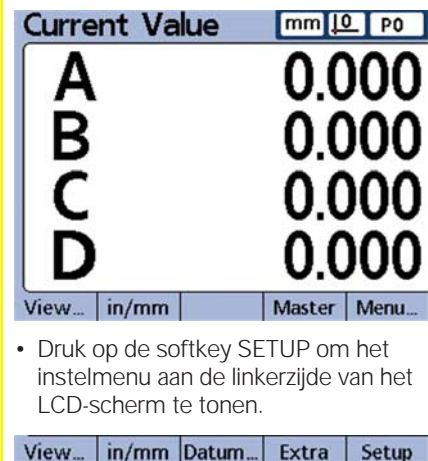 Current Value mm 0 P0
A 0.000
B 0.000
C 0.000
D 0.000
View... in/mm Master Menu...
• Druk op de softkey SETUP om het
instelmenu aan de linkerzijde van het
LCD-scherm te tonen.
View... in/mm Datum... Extra Setup